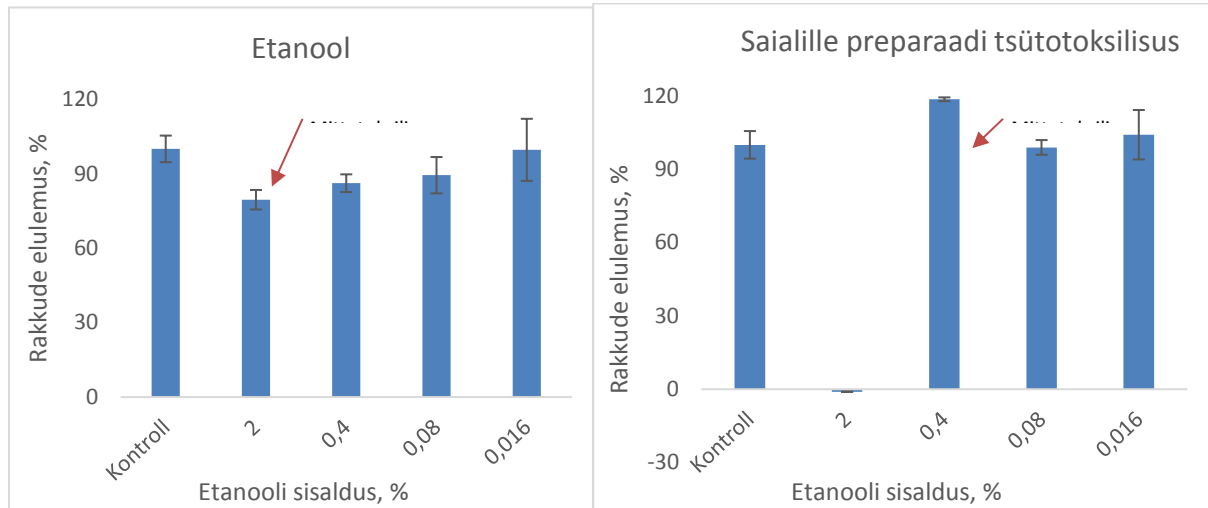 Etanool
Rakkude elulemus, %
120
90
60
30
0
Kontroll
2
0,4
0,08
0,016
Etanooli sisaldus, %
Saialille preparaadi tsütotoksilisus
Rakkude elulemus, %
120
90
60
30
0
-30
Kontroll
2
0,4
0,08
0,016
Etanooli sisaldus, %